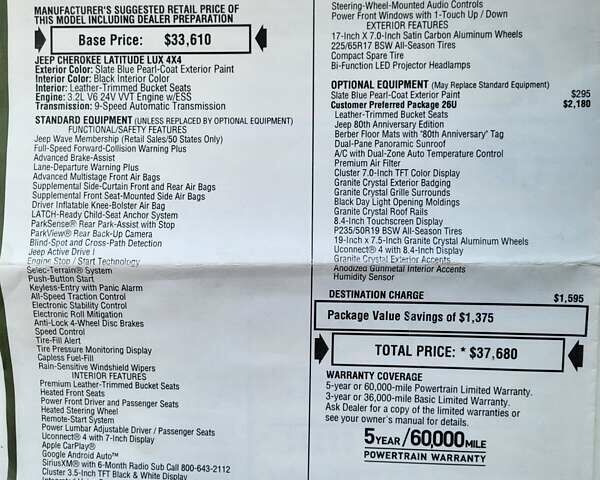 MANUFACTURER'S SUGGESTED RETAIL PRICE OF
THIS MODEL INCLUDING DEALER PREPARATION
Base Price: $33,610
JEEP CHEROKEE LATITUDE LUX 4X4
Exterior Color: Slate Blue Pearl-Coat Exterior Paint
Interior Color: Black Interior Color
Interior: Leather-Trimmed Bucket Seats
Engine: 3.2L V6 24V VVT Engine w/ESS
Transmission: 9-Speed Automatic Transmission
STANDARD EQUIPMENT (UNLESS REPLACED BY OPTIONAL EQUIPMENT)
FUNCTIONAL/SAFETY FEATURES
Jeep Wave Membership (Retail Sales/50 States Only)
Full-Speed Forward-Collision Warning Plus
Advanced Brake-Assist
Lane-Departure Warning Plus
Advanced Multistage Front Air Bags
Supplemental Side-Curtain Front and Rear Air Bags
Supplemental Front Seat-Mounted Side Air Bags
Driver Inflatable Knee-Bolster Air Bag
LATCH-Ready Child-Seat Anchor System
ParkSense® Rear Park-Assist with Stop
ParkView® Rear Back-Up Camera
Blind-Spot and Cross-Path Detection
Jeep Active Drive I
Engine Stop / Start Technology
Selec-Terrain® System
Push-Button Start
Keyless-Entry with Panic Alarm
All-Speed Traction Control
Electronic Stability Control
Electronic Roll Mitigation
Anti-Lock 4-Wheel Disc Brakes
Speed Control
Tire-Fill Alert
Tire Pressure Monitoring Display
Capless Fuel-Fill
Rain-Sensitive Windshield Wipers
INTERIOR FEATURES
Premium Leather-Trimmed Bucket Seats
Heated Front Seats
Power Front Driver and Passenger Seats
Heated Steering Wheel
Remote-Start System
Power Lumbar Adjustable Driver / Passenger Seats
Uconnect® 4 with 7-Inch Display
Apple CarPlay®
Google Android Auto™
SiriusXM® with 6-Month Radio Sub Call 800-643-2112
Cluster 3.5-Inch TFT Black & White Display
Steering-Wheel-Mounted Audio Controls
Power Front Windows with 1-Touch Up / Down
EXTERIOR FEATURES
17-Inch X 7.0-Inch Satin Carbon Aluminum Wheels
225/65R17 BSW All-Season Tires
Compact Spare Tire
Bi-Function LED Projector Headlamps
OPTIONAL EQUIPMENT (May Replace Standard Equipment)
Slate Blue Pearl-Coat Exterior Paint $295
Customer Preferred Package 26U $2,180
Leather-Trimmed Bucket Seats
Jeep 80th Anniversary Edition
Berber Floor Mats with "80th Anniversary" Tag
Dual-Pane Panoramic Sunroof
A/C with Dual-Zone Auto Temperature Control
Premium Air Filter
Cluster 7.0-Inch TFT Color Display
Granite Crystal Exterior Badging
Granite Crystal Grille Surrounds
Black Day Light Opening Moldings
Granite Crystal Roof Rails
8.4-Inch Touchscreen Display
P235/50R19 BSW All-Season Tires
19-Inch x 7.5-Inch Granite Crystal Aluminum Wheels
Uconnect® 4 with 8.4-Inch Display
Granite Crystal Exterior Accents
Anodized Gunmetal Interior Accents
Humidity Sensor
DESTINATION CHARGE $1,595
Package Value Savings of $1,375
TOTAL PRICE: * $37,680
WARRANTY COVERAGE
5-year or 60,000-mile Powertrain Limited Warranty.
3-year or 36,000-mile Basic Limited Warranty.
Ask Dealer for a copy of the limited warranties or
see your owner's manual for details.
5YEAR/60,000MILE
POWERTRAIN WARRANTY